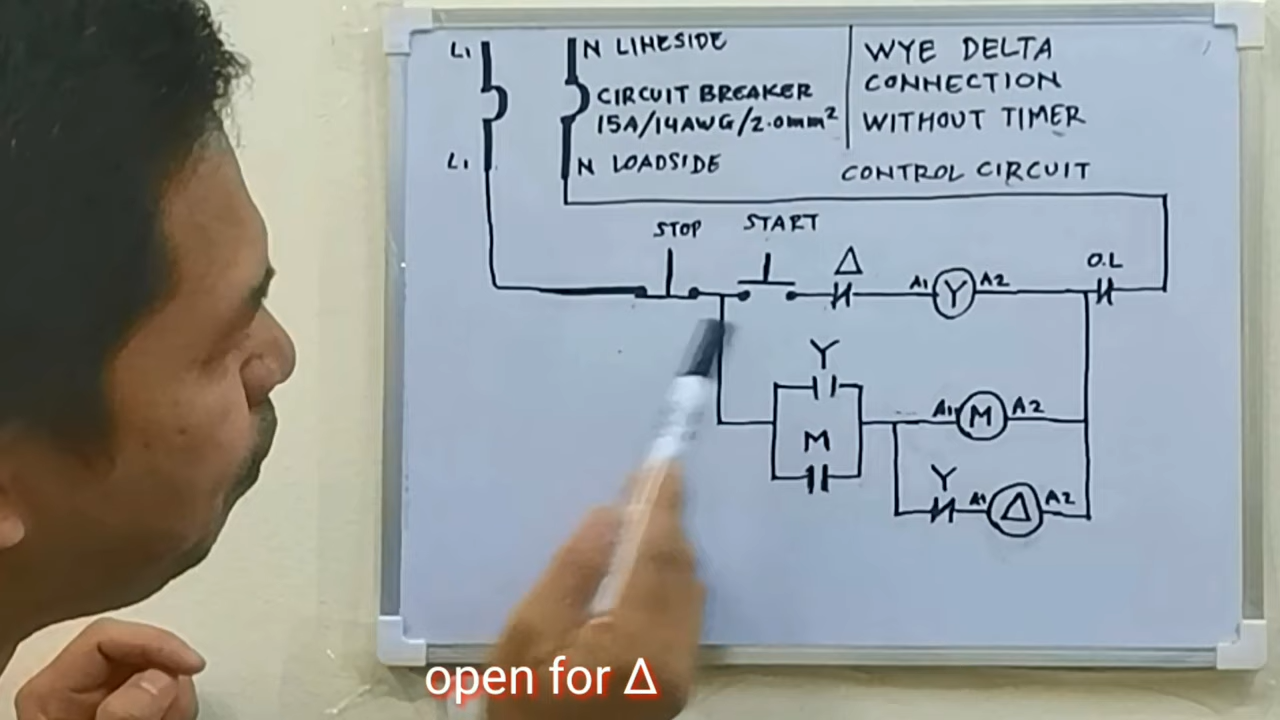 L1
N LINESIDE
CIRCUIT BREAKER
15A/14AWG/2.0mm²
L1
N LOADSIDE
WYE DELTA
CONNECTION
WITHOUT TIMER
CONTROL CIRCUIT
STOP
START
Δ
O.L
A1 Y A2
Y
M
A1 M A2
Y
A1 Δ A2
open for Δ